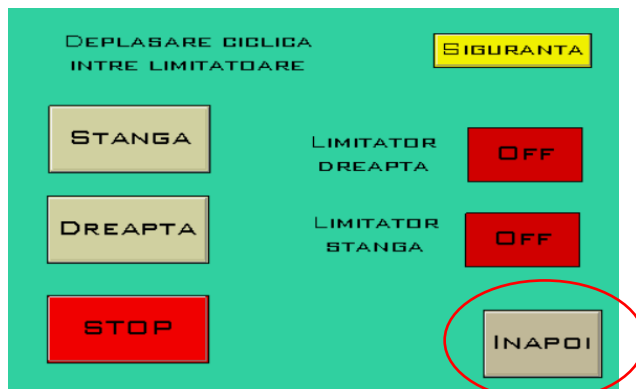 DEPLASARE CICLICA
INTRE LIMITATOARE
SIGURANTA
STANGA
LIMITATOR
DREAPTA
OFF
DREAPTA
LIMITATOR
STANGA
OFF
STOP
INAPOI